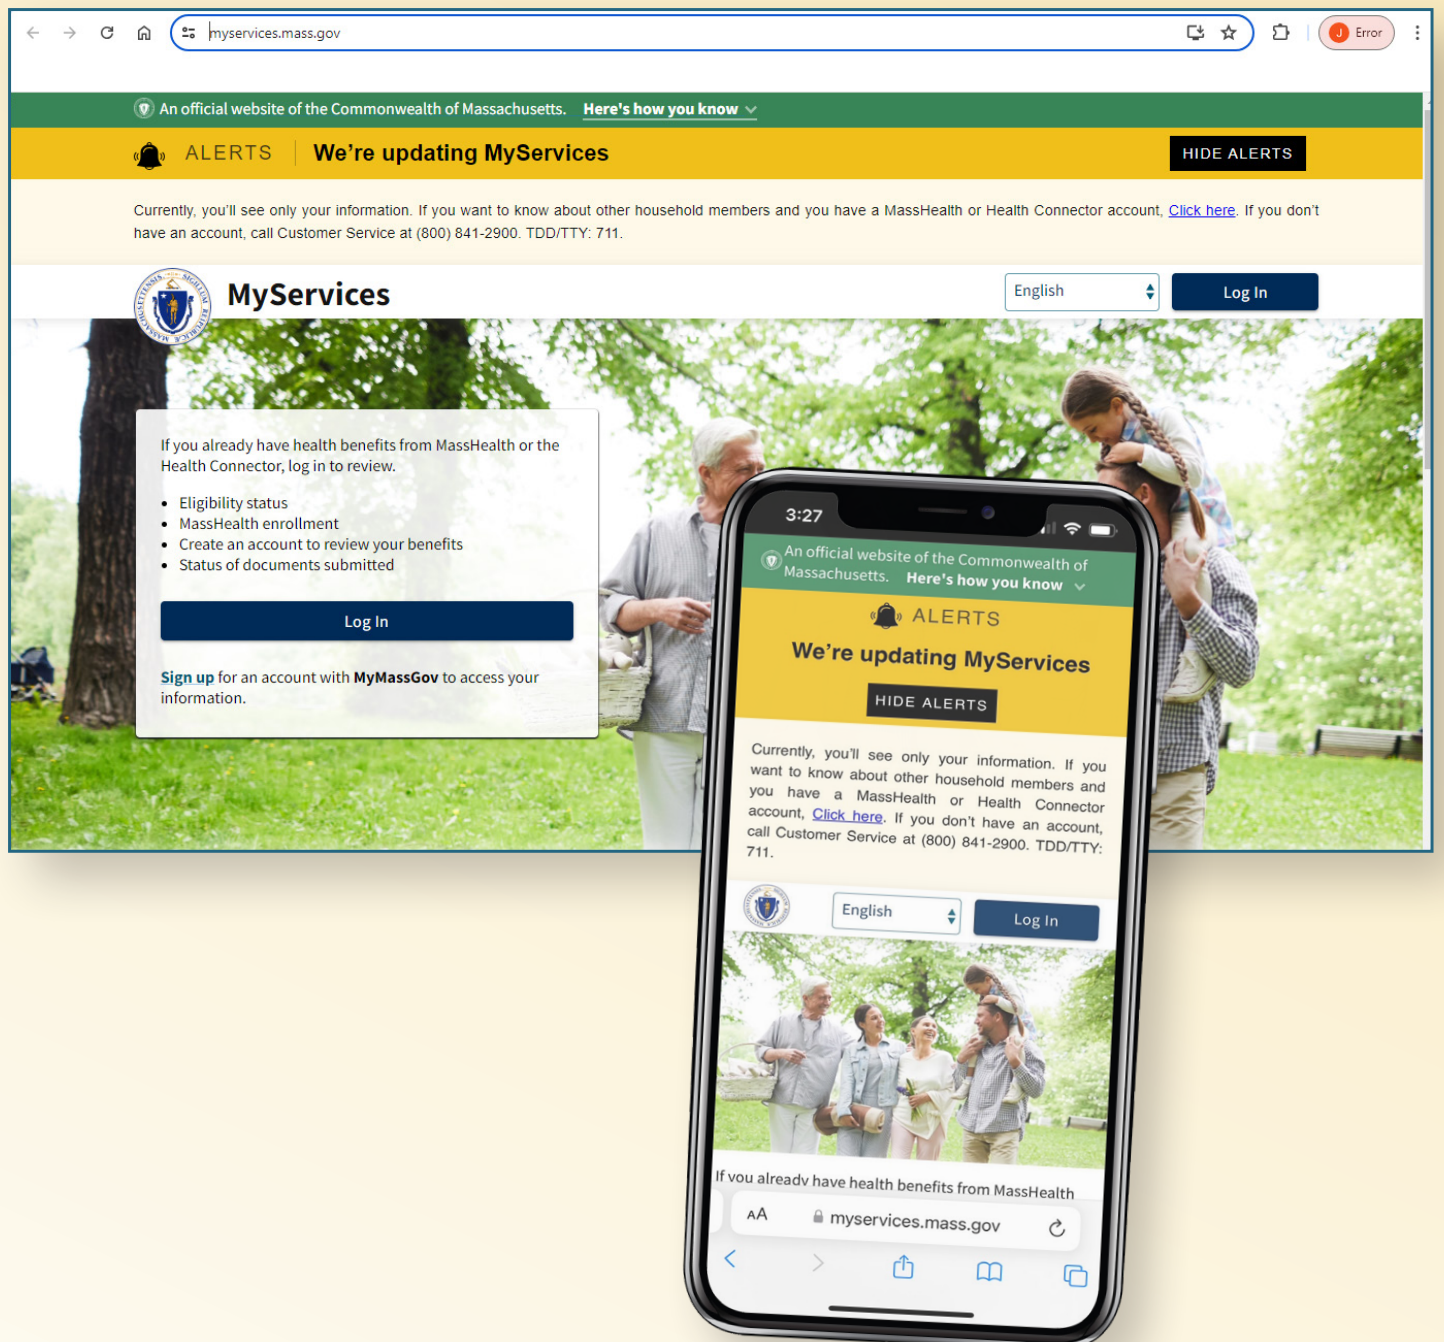 myservices.mass.gov
J Error
An official website of the Commonwealth of Massachusetts. Here's how you know
ALERTS We're updating MyServices
HIDE ALERTS
Currently, you'll see only your information. If you want to know about other household members and you have a MassHealth or Health Connector account, Click here. If you don't
have an account, call Customer Service at (800) 841-2900. TDD/TTY: 711.
MyServices
English
Log In
If you already have health benefits from MassHealth or the
Health Connector, log in to review.
• Eligibility status
• MassHealth enrollment
• Create an account to review your benefits
• Status of documents submitted
Log In
Sign up for an account with MyMassGov to access your
information.
3:27
An official website of the Commonwealth of
Massachusetts. Here's how you know
ALERTS
We're updating MyServices
HIDE ALERTS
Currently, you'll see only your information. If you
want to know about other household members and
you have a MassHealth or Health Connector
account, Click here. If you don't have an account,
call Customer Service at (800) 841-2900. TDD/TTY:
711.
English
Log In
If you already have health benefits from MassHealth
AA myservices.mass.gov